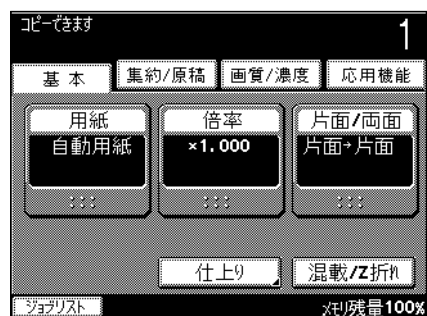 コピーできます
1
基本 集約/原稿 画質/濃度 応用機能
用紙 倍率 片面/両面
自動用紙 ×1.000 片面→片面
仕上り 混載/Z折れ
ジョブリスト メモリ残量100%